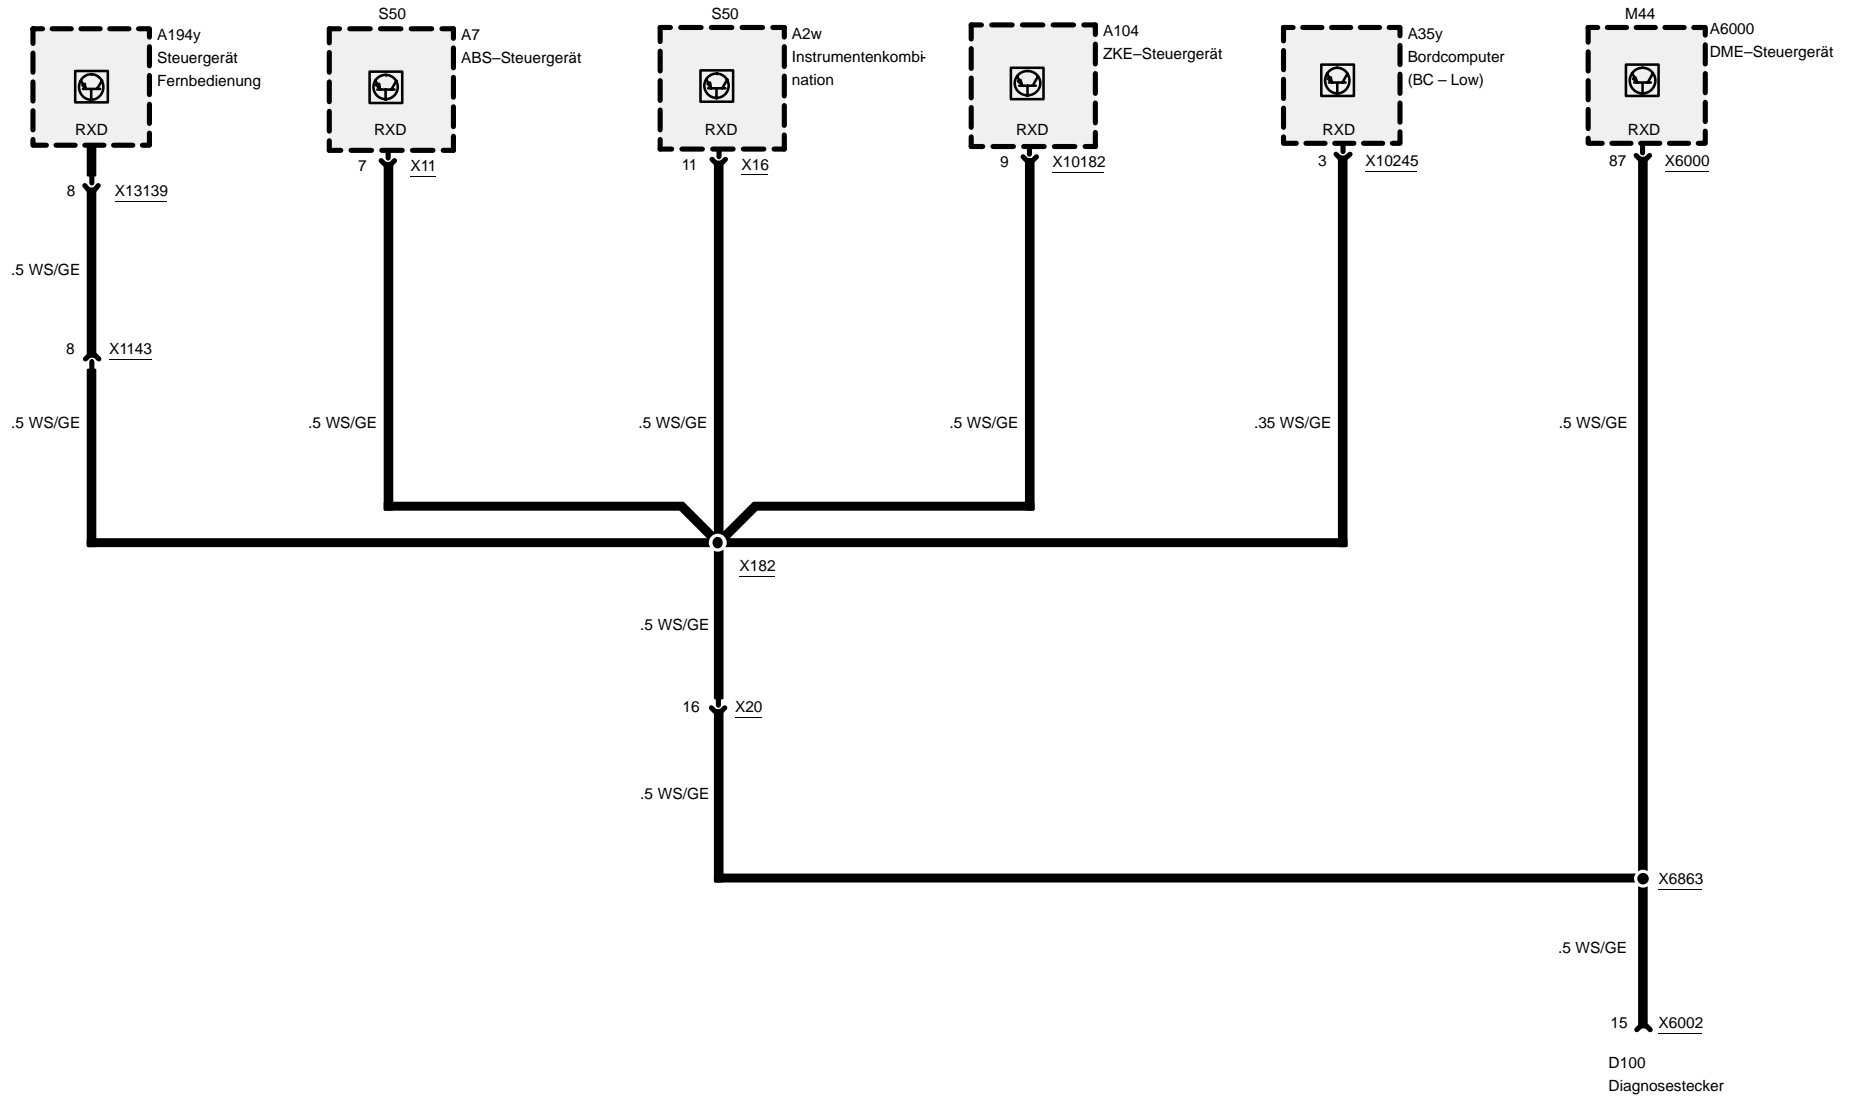 S50
S50
M44
A194y
Steuergerät
Fernbedienung
RXD
8
X13139
.5 WS/GE
8
X1143
.5 WS/GE
A7
ABS–Steuergerät
RXD
7
X11
.5 WS/GE
A2w
Instrumentenkombi-
nation
RXD
11
X16
.5 WS/GE
A104
ZKE–Steuergerät
RXD
9
X10182
.5 WS/GE
A35y
Bordcomputer
(BC – Low)
RXD
3
X10245
.35 WS/GE
A6000
DME–Steuergerät
RXD
87
X6000
.5 WS/GE
X182
.5 WS/GE
16
X20
.5 WS/GE
X6863
.5 WS/GE
15
X6002
D100
Diagnosestecker